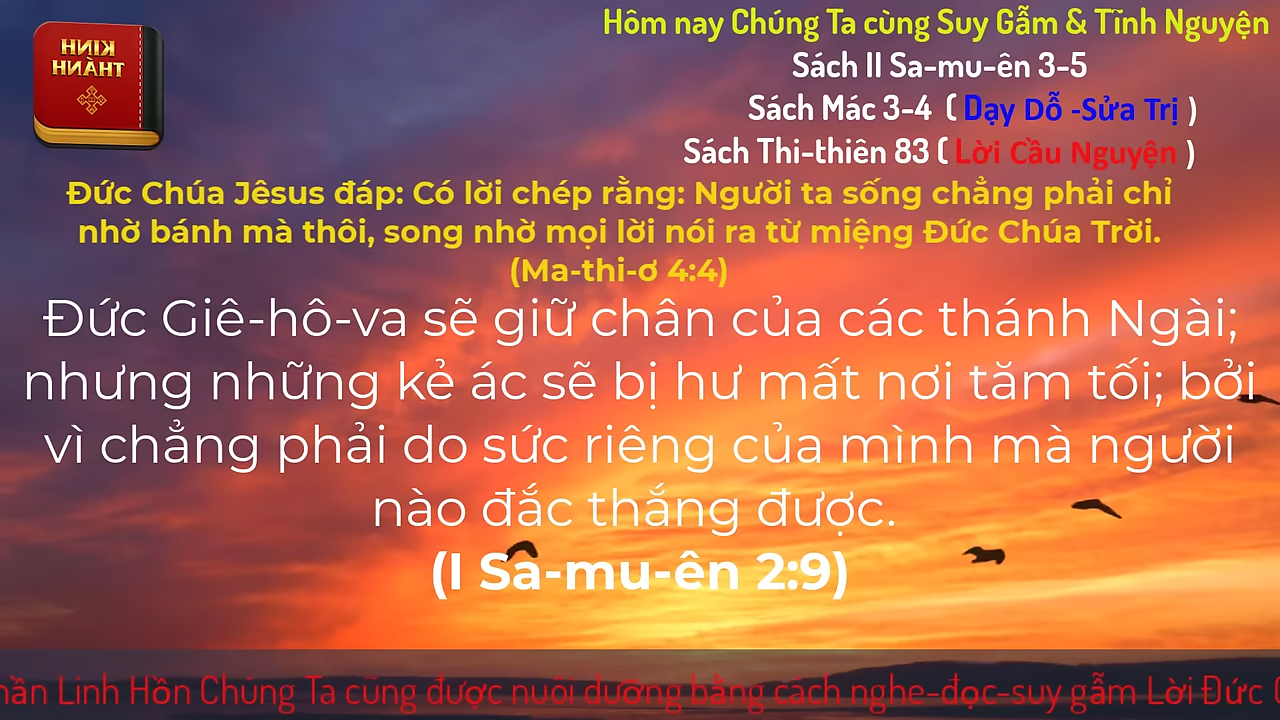 KINH
THÀNH
Hôm nay Chúng Ta cùng Suy Gẫm & Tĩnh Nguyện
Sách II Sa-mu-ên 3-5
Sách Mác 3-4 ( Dạy Dỗ -Sửa Trị )
Sách Thi-thiên 83 ( Lời Cầu Nguyện )
Đức Chúa Jêsus đáp: Có lời chép rằng: Người ta sống chẳng phải chỉ
nhờ bánh mà thôi, song nhờ mọi lời nói ra từ miệng Đức Chúa Trời.
(Ma-thi-ơ 4:4)
Đức Giê-hô-va sẽ giữ chân của các thánh Ngài;
nhưng những kẻ ác sẽ bị hư mất nơi tăm tối; bởi
vì chẳng phải do sức riêng của mình mà người
nào đắc thắng được.
(I Sa-mu-ên 2:9)
Linh Hồn Chúng Ta cũng được nuôi dưỡng bằng cách nghe-đọc-suy gẫm Lời Đức